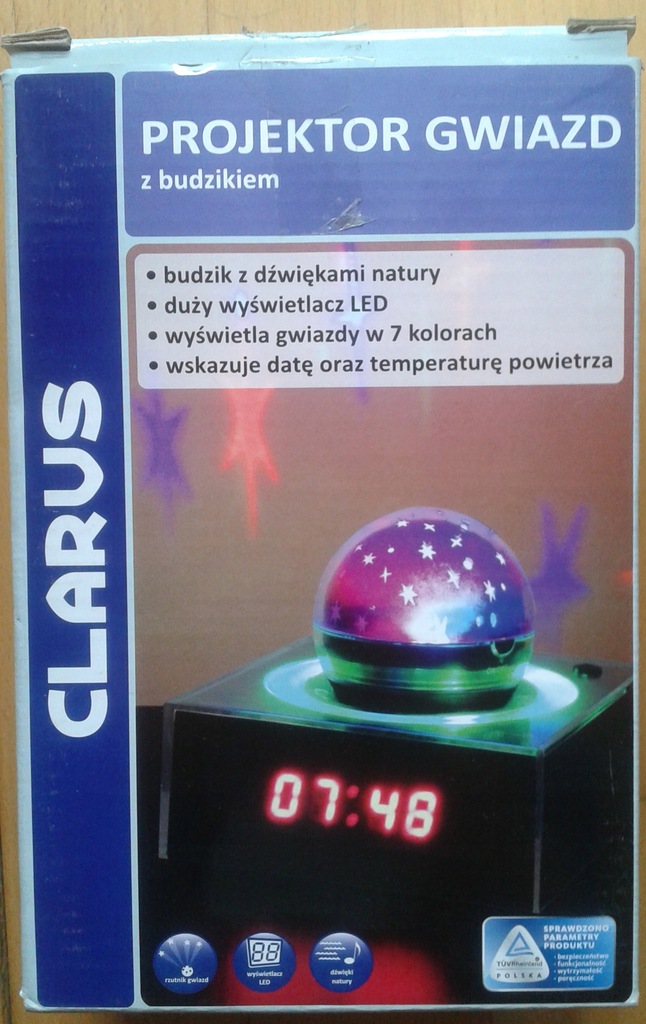 PROJEKTOR GWIAZD
z budzikiem
• budzik z dźwiękami natury
• duży wyświetlacz LED
• wyświetla gwiazdy w 7 kolorach
• wskazuje datę oraz temperaturę powietrza
CLARUS
07:48
rzutnik gwiazd
88
wyświetlacz
LED
dźwięki
natury
TÜVRheinland
POLSKA
SPRAWDZONO
PARAMETRY
PRODUKTU
- bezpieczeństwo
- funkcjonalność
- wytrzymałość
- poręczność